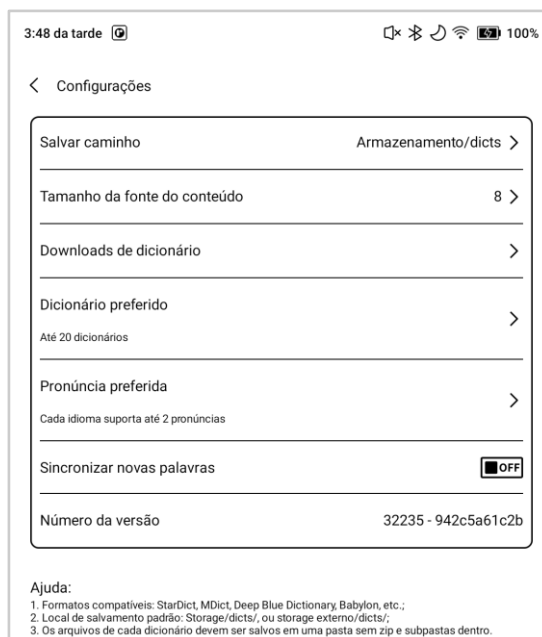 3:48 da tarde 100%
Configurações
Salvar caminho Armazenamento/dicts
Tamanho da fonte do conteúdo 8
Downloads de dicionário
Dicionário preferido
Até 20 dicionários
Pronúncia preferida
Cada idioma suporta até 2 pronúncias
Sincronizar novas palavras OFF
Número da versão 32235 - 942c5a61c2b
Ajuda:
1. Formatos compatíveis: StarDict, MDict, Deep Blue Dictionary, Babylon, etc.;
2. Local de salvamento padrão: Storage/dicts/, ou storage externo/dicts/;
3. Os arquivos de cada dicionário devem ser salvos em uma pasta sem zip e subpastas dentro.